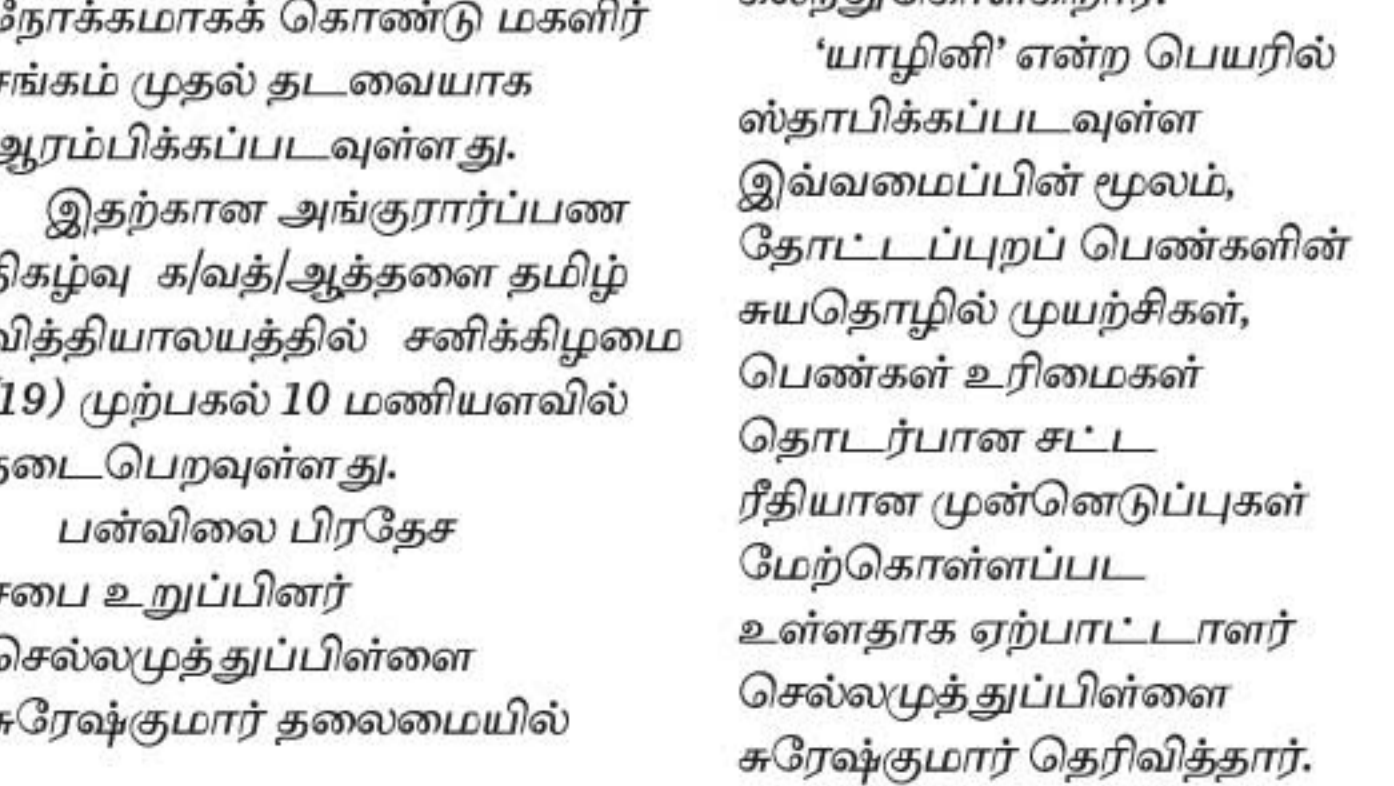 நோக்கமாகக் கொண்டு மகளிர்
சங்கம் முதல் தடவையாக
ஆரம்பிக்கப்படவுள்ளது.
இதற்கான அங்குரார்ப்பண
நிகழ்வு க/வத்/ஆத்தளை தமிழ்
வித்தியாலயத்தில் சனிக்கிழமை
(19) முற்பகல் 10 மணியளவில்
நடைபெறவுள்ளது.
பன்விலை பிரதேச
சபை உறுப்பினர்
செல்லமுத்துப்பிள்ளை
சுரேஷ்குமார் தலைமையில்
‘யாழினி’ என்ற பெயரில்
ஸ்தாபிக்கப்படவுள்ள
இவ்வமைப்பின் மூலம்,
தோட்டப்புறப் பெண்களின்
சுயதொழில் முயற்சிகள்,
பெண்கள் உரிமைகள்
தொடர்பான சட்ட
ரீதியான முன்னெடுப்புகள்
மேற்கொள்ளப்பட
உள்ளதாக ஏற்பாட்டாளர்
செல்லமுத்துப்பிள்ளை
சுரேஷ்குமார் தெரிவித்தார்.